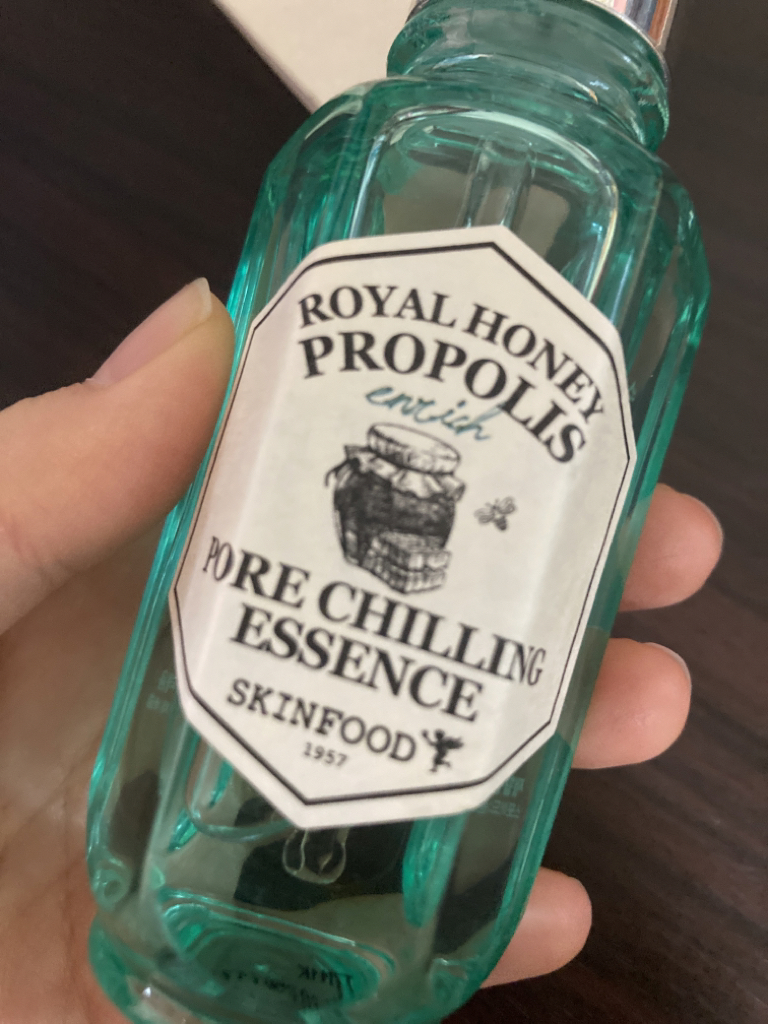 ROYAL HONEY
PROPOLIS
enrich
PORE CHILLING
ESSENCE
SKINFOOD
1957